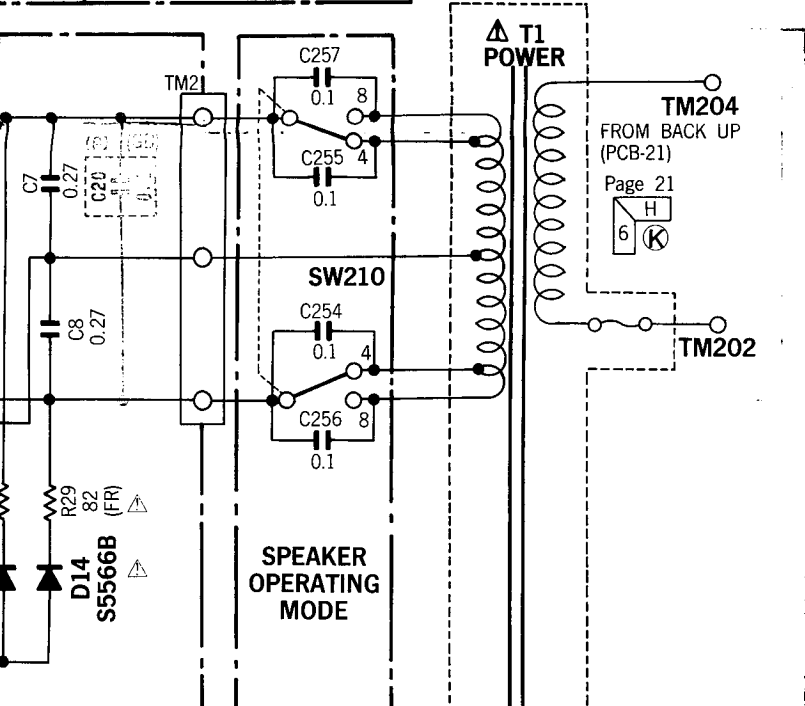 T1
POWER
C257
0.1
8
TM2
TM204
FROM BACK UP
(PCB-21)
Page 21
H
6 K
4
C255
0.1
C7
0.27
C20
SW210
C254
0.1
4
C8
0.27
TM202
8
C256
0.1
R29
82
(FR)
D14
S5566B
SPEAKER
OPERATING
MODE